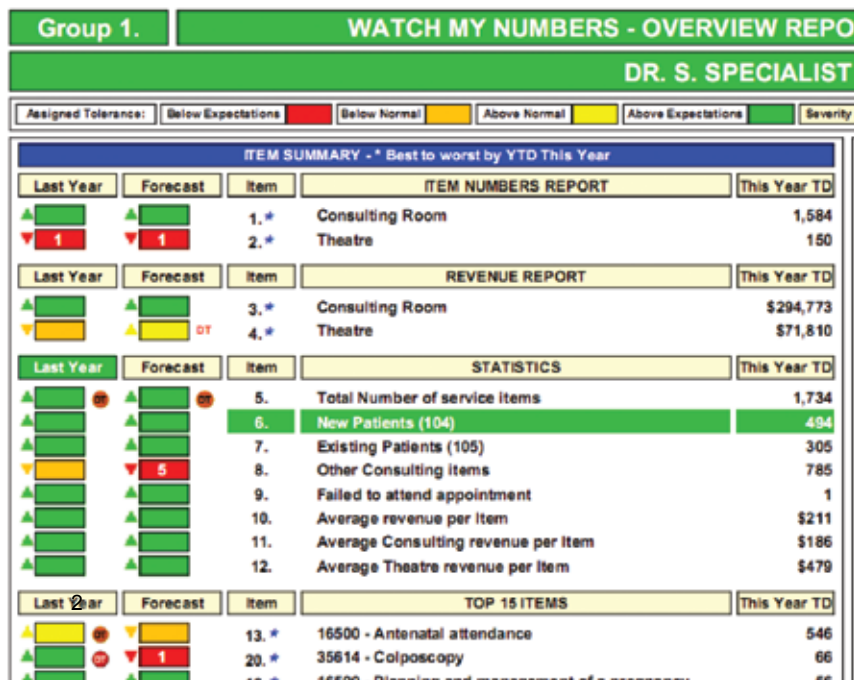 Group 1. WATCH MY NUMBERS - OVERVIEW REPO
DR. S. SPECIALIST
Assigned Tolerance: Below Expectations Below Normal Above Normal Above Expectations Severity
ITEM SUMMARY - * Best to worst by YTD This Year
Last Year Forecast Item ITEM NUMBERS REPORT This Year TD
1.* Consulting Room 1,584
1 1 2.* Theatre 150
Last Year Forecast Item REVENUE REPORT This Year TD
3.* Consulting Room $294,773
DT 4.* Theatre $71,810
Last Year Forecast Item STATISTICS This Year TD
DT DT 5. Total Number of service items 1,734
6. New Patients (104) 494
7. Existing Patients (105) 305
5 8. Other Consulting items 785
9. Failed to attend appointment 1
10. Average revenue per Item $211
11. Average Consulting revenue per Item $186
12. Average Theatre revenue per Item $479
Last Year Forecast Item TOP 15 ITEMS This Year TD
2
DT 13. * 16500 - Antenatal attendance 546
DT 1 20. * 35614 - Colposcopy 66